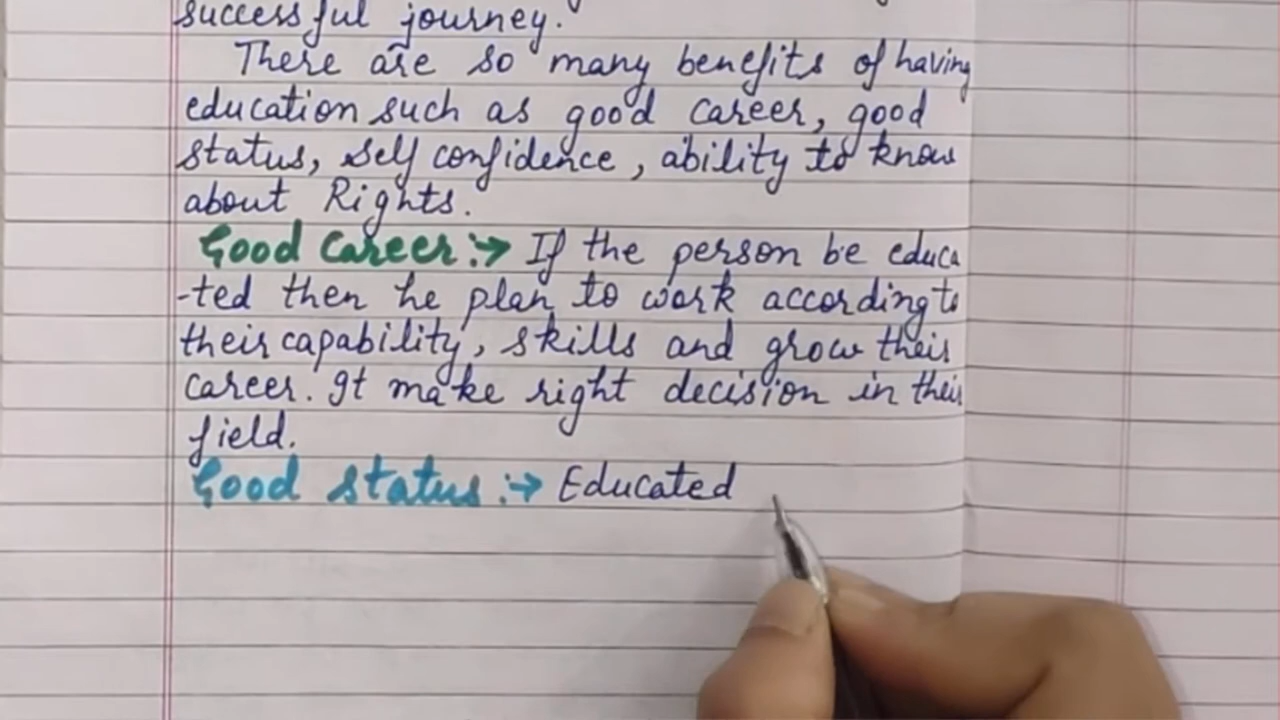 successful journey.
There are so many benefits of having
education such as good career, good
status, self confidence, ability to know
about Rights.
Good Career :→ If the person be educa
-ted then he plan to work according to
their capability, skills and grow their
career. It make right decision in their
field.
Good status :→ Educated